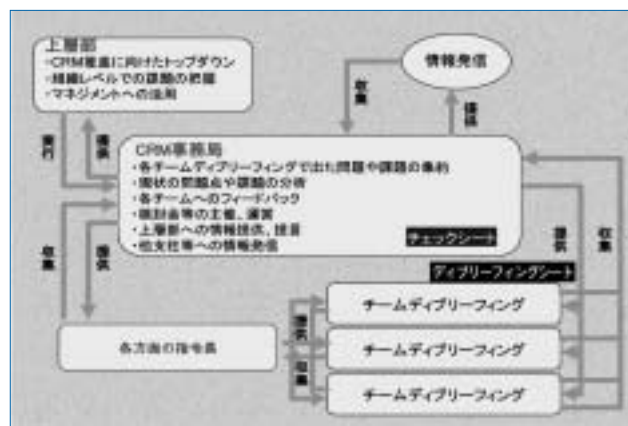 上層部
・CRM推進に向けたトップダウン
・組織レベルでの課題の把握
・マネジメントへの活用
情報発信
収集
提供
実行
提供
CRM事務局
・各チームディブリーフィングで出た問題や課題の集約
・現状の問題点や課題の分析
・各チームへのフィードバック
・検討会等の主催、運営
・上層部への情報提供、提言
・他支社等への情報発信
チェックシート
収集
提供
提供
収集
ディブリーフィングシート
チームディブリーフィング
チームディブリーフィング
チームディブリーフィング
提供
収集
各方面の指令長